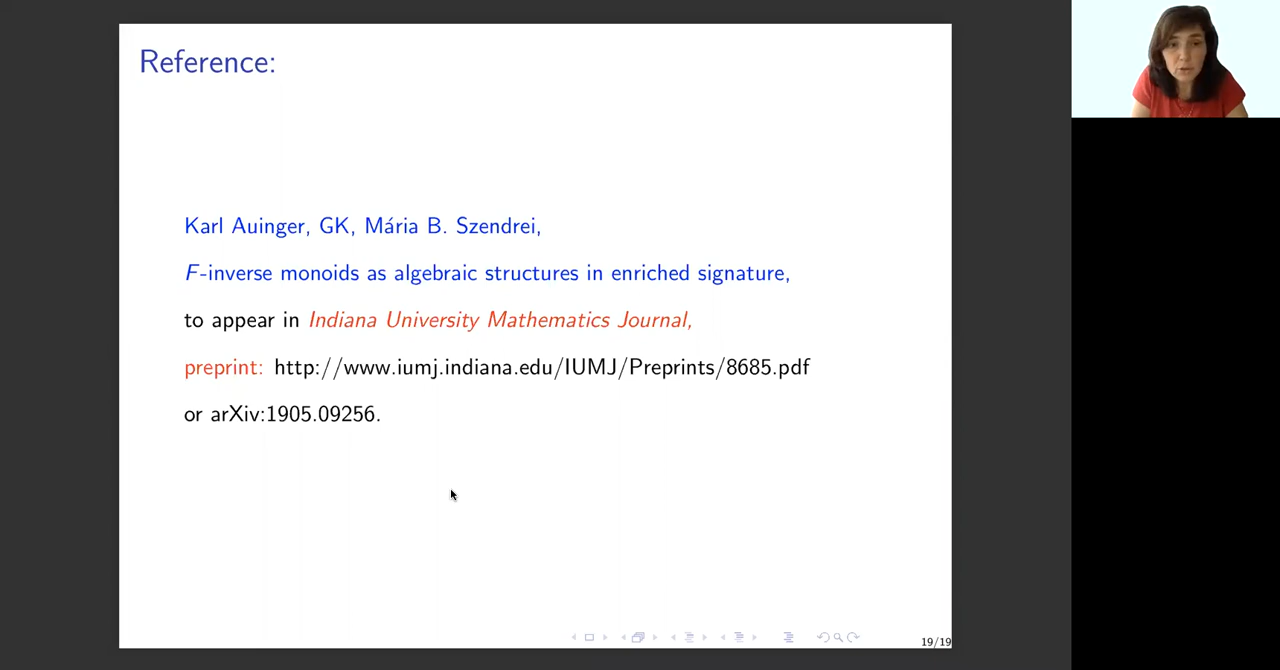 Reference:
Karl Auinger, GK, Mária B. Szendrei,
F-inverse monoids as algebraic structures in enriched signature,
to appear in Indiana University Mathematics Journal,
preprint: http://www.iumj.indiana.edu/IUMJ/Preprints/8685.pdf
or arXiv:1905.09256.
19/19